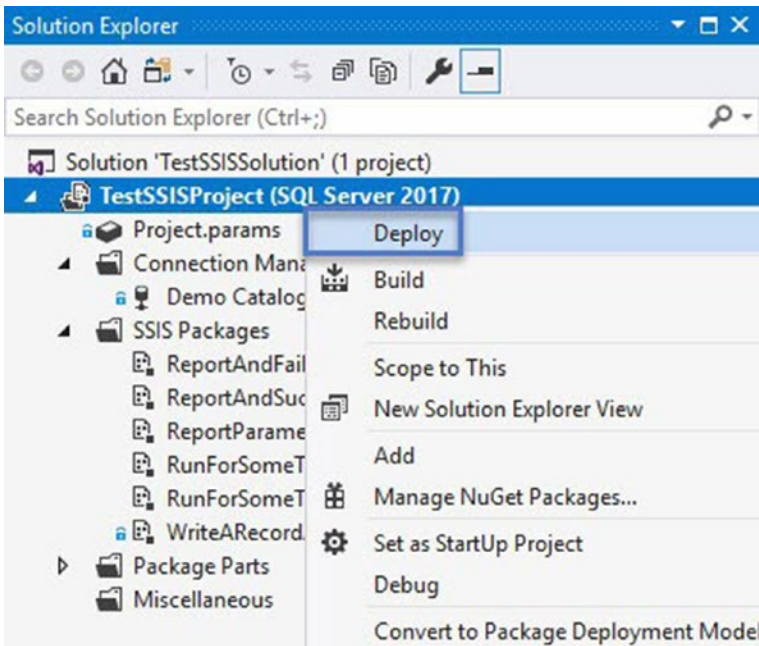 Solution Explorer
Search Solution Explorer (Ctrl+;)
Solution 'TestSSISSolution' (1 project)
TestSSISProject (SQL Server 2017)
Project.params
Deploy
Connection Mana
Build
Demo Catalog
Rebuild
SSIS Packages
ReportAndFail
Scope to This
ReportAndSuc
New Solution Explorer View
ReportParame
RunForSomeT
Add
RunForSomeT
Manage NuGet Packages...
WriteARecord.
Set as StartUp Project
Package Parts
Debug
Miscellaneous
Convert to Package Deployment Model